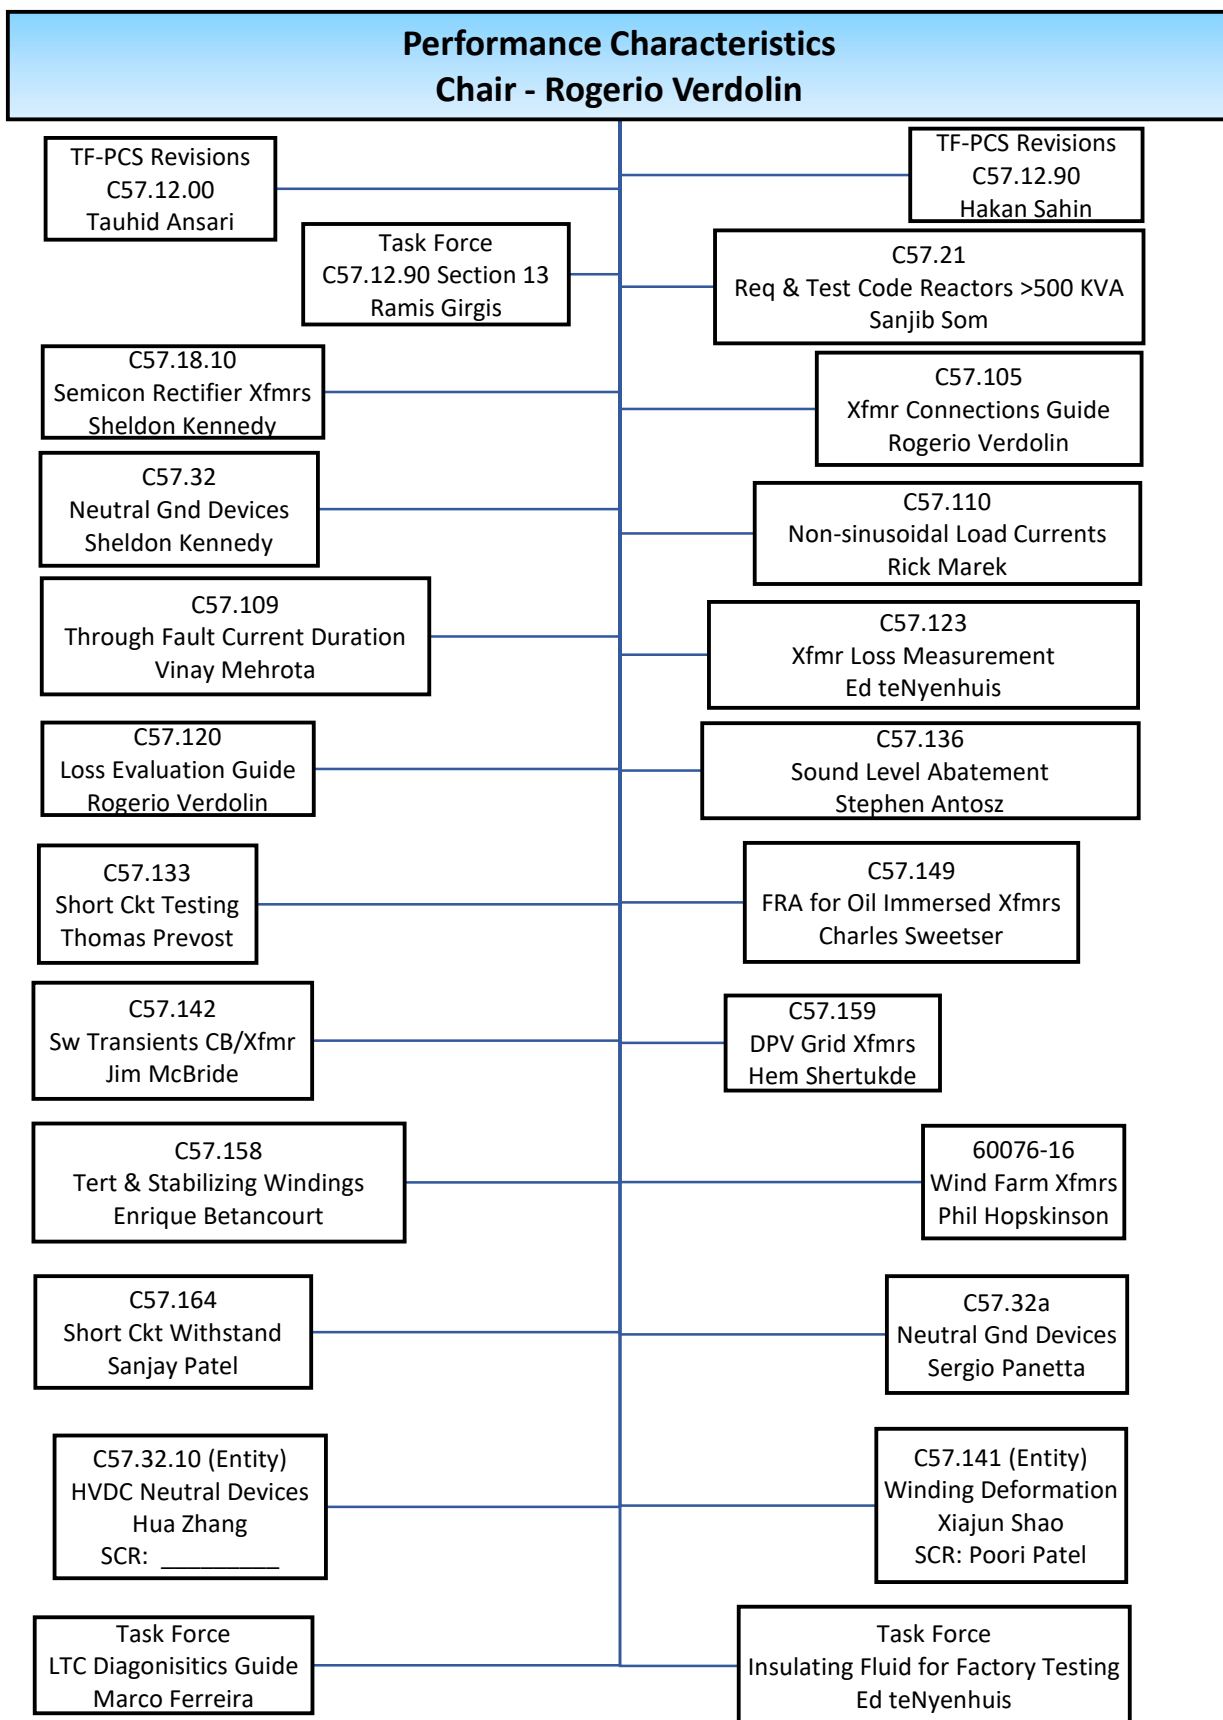 Performance Characteristics
Chair - Rogerio Verdolin
TF-PCS Revisions
C57.12.00
Tauhid Ansari
TF-PCS Revisions
C57.12.90
Hakan Sahin
Task Force
C57.12.90 Section 13
Ramis Girgis
C57.21
Req & Test Code Reactors >500 KVA
Sanjib Som
C57.18.10
Semicon Rectifier Xfmrs
Sheldon Kennedy
C57.105
Xfmr Connections Guide
Rogerio Verdolin
C57.32
Neutral Gnd Devices
Sheldon Kennedy
C57.110
Non-sinusoidal Load Currents
Rick Marek
C57.109
Through Fault Current Duration
Vinay Mehrota
C57.123
Xfmr Loss Measurement
Ed teNyenhuis
C57.120
Loss Evaluation Guide
Rogerio Verdolin
C57.136
Sound Level Abatement
Stephen Antosz
C57.133
Short Ckt Testing
Thomas Prevost
C57.149
FRA for Oil Immersed Xfmrs
Charles Sweetser
C57.142
Sw Transients CB/Xfmr
Jim McBride
C57.159
DPV Grid Xfmrs
Hem Shertukde
C57.158
Tert & Stabilizing Windings
Enrique Betancourt
60076-16
Wind Farm Xfmrs
Phil Hopskinson
C57.164
Short Ckt Withstand
Sanjay Patel
C57.32a
Neutral Gnd Devices
Sergio Panetta
C57.32.10 (Entity)
HVDC Neutral Devices
Hua Zhang
SCR: _________
C57.141 (Entity)
Winding Deformation
Xiajun Shao
SCR: Poori Patel
Task Force
LTC Diagonisitics Guide
Marco Ferreira
Task Force
Insulating Fluid for Factory Testing
Ed teNyenhuis